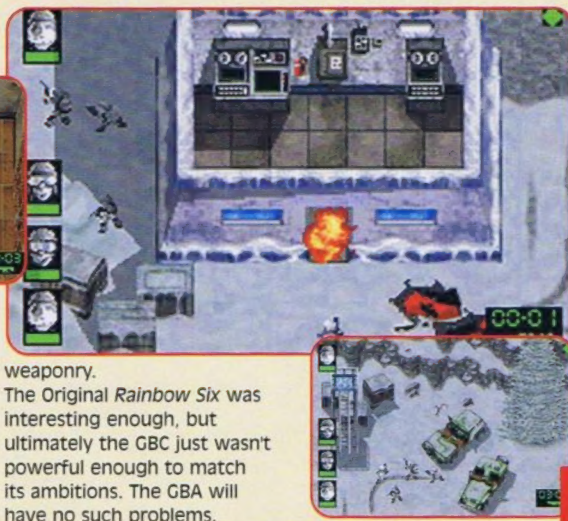 00:01
weaponry.
The Original Rainbow Six was
interesting enough, but
ultimately the GBC just wasn't
powerful enough to match
its ambitions. The GBA will
have no such problems.